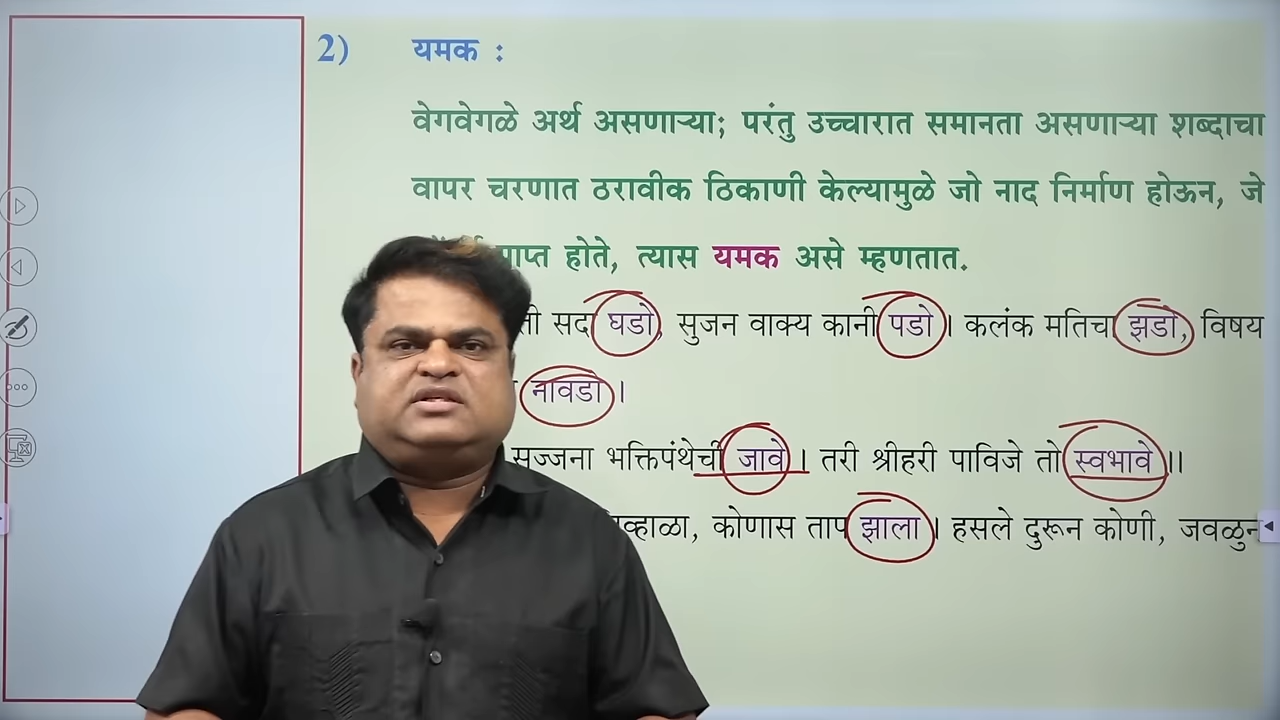 2) यमक :
वेगवेगळे अर्थ असणाऱ्या; परंतु उच्चारात समानता असणाऱ्या शब्दाचा
वापर चरणात ठरावीक ठिकाणी केल्यामुळे जो नाद निर्माण होऊन, जे
प्राप्त होते, त्यास यमक असे म्हणतात.
सदा घडो, सुजन वाक्य कानी पडो । कलंक मतिचा झडो, विषय
नावडो ।
सज्जना भक्तिपंथेची जावे । तरी श्रीहरी पाविजे तो स्वभावे ॥
कोणास ताप झाला । हसले दुरून कोणी, जवळुन